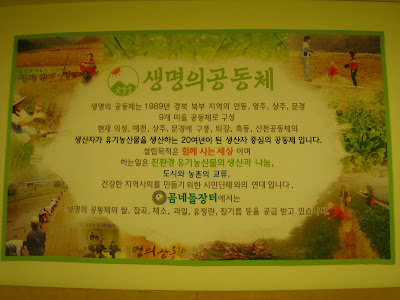 생명의공동체
생명의 공동체는 1989년 경북 북부 지역의 안동, 영주, 상주, 문경
9개 마을 공동체로 구성
현재 의성, 예천, 상주, 문경에 구룡, 퇴강, 축동, 신전공동체의
생산자가 유기농산물을 생산하는 20여년이 된 생산자 중심의 공동체 입니다.
설립목적은 함께 사는 세상 이며
하는일은 친환경 유기농산물의 생산과 나눔,
도시와 농촌의 교류,
건강한 지역사회를 만들기위한 시민단체와의 연대 입니다.
곰네들장터에서는
생명의 공동체의 쌀, 잡곡, 채소, 과일, 유정란, 참기름 등을 공급 받고 있습니다.